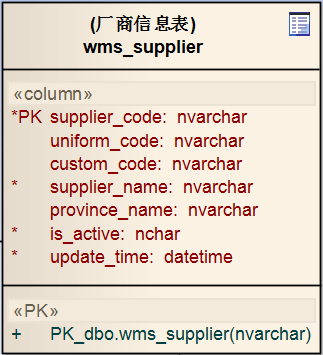 (厂商信息表)
wms_supplier
«column»
*PK supplier_code: nvarchar
uniform_code: nvarchar
custom_code: nvarchar
* supplier_name: nvarchar
province_name: nvarchar
* is_active: nchar
* update_time: datetime
«PK»
+ PK_dbo.wms_supplier(nvarchar)